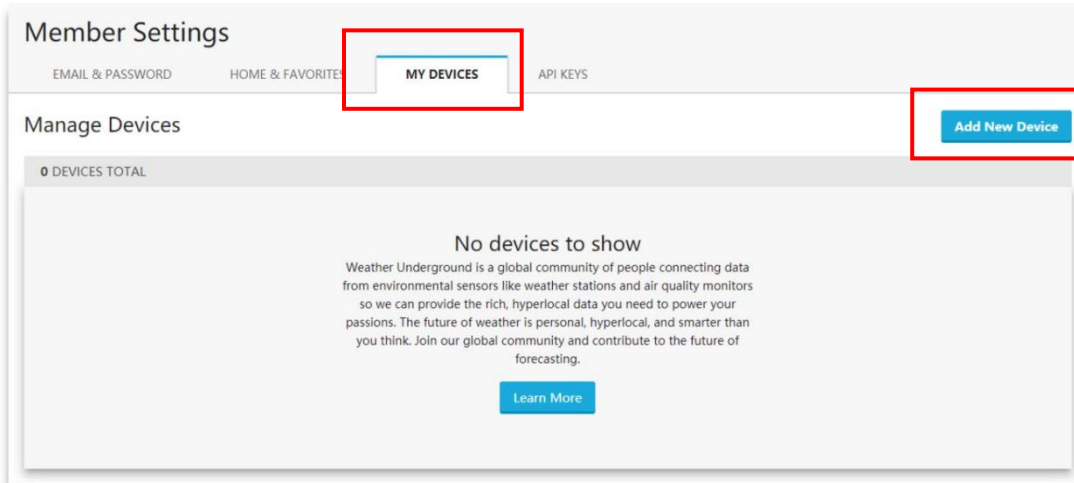 Member Settings
EMAIL & PASSWORD HOME & FAVORITES MY DEVICES API KEYS
Manage Devices Add New Device
0 DEVICES TOTAL
No devices to show
Weather Underground is a global community of people connecting data
from environmental sensors like weather stations and air quality monitors
so we can provide the rich, hyperlocal data you need to power your
passions. The future of weather is personal, hyperlocal, and smarter than
you think. Join our global community and contribute to the future of
forecasting.
Learn More